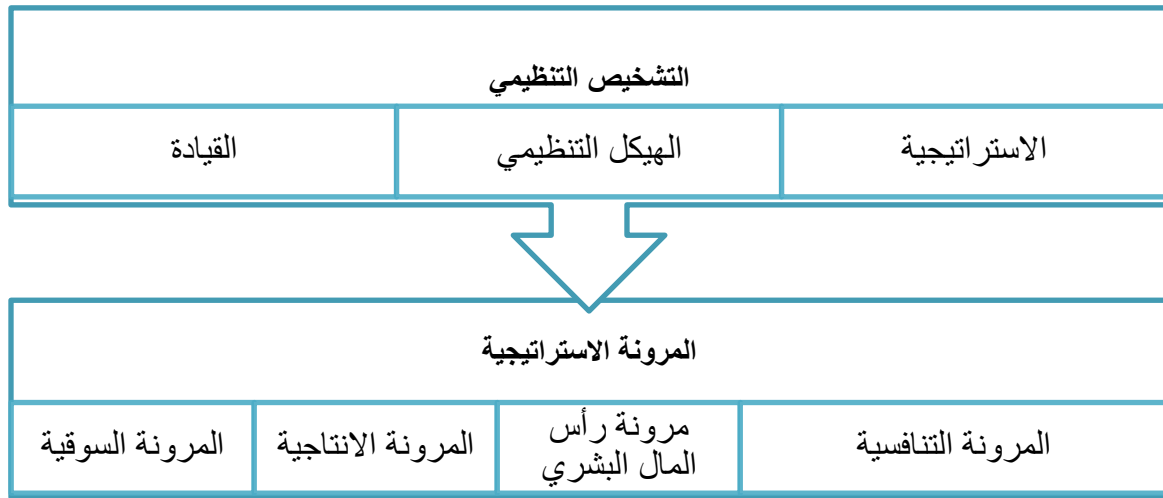 التشخيص التنظيمي
الاستراتيجية
الهيكل التنظيمي
القيادة
المرونة الاستراتيجية
المرونة التنافسية
مرونة رأس
المال البشري
المرونة الانتاجية
المرونة السوقية